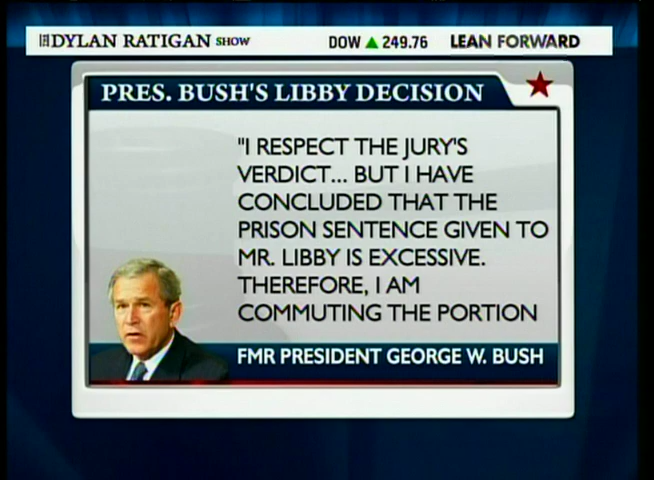 THE DYLAN RATIGAN SHOW DOW ▲ 249.76 LEAN FORWARD
PRES. BUSH'S LIBBY DECISION
"I RESPECT THE JURY'S
VERDICT... BUT I HAVE
CONCLUDED THAT THE
PRISON SENTENCE GIVEN TO
MR. LIBBY IS EXCESSIVE.
THEREFORE, I AM
COMMUTING THE PORTION
FMR PRESIDENT GEORGE W. BUSH